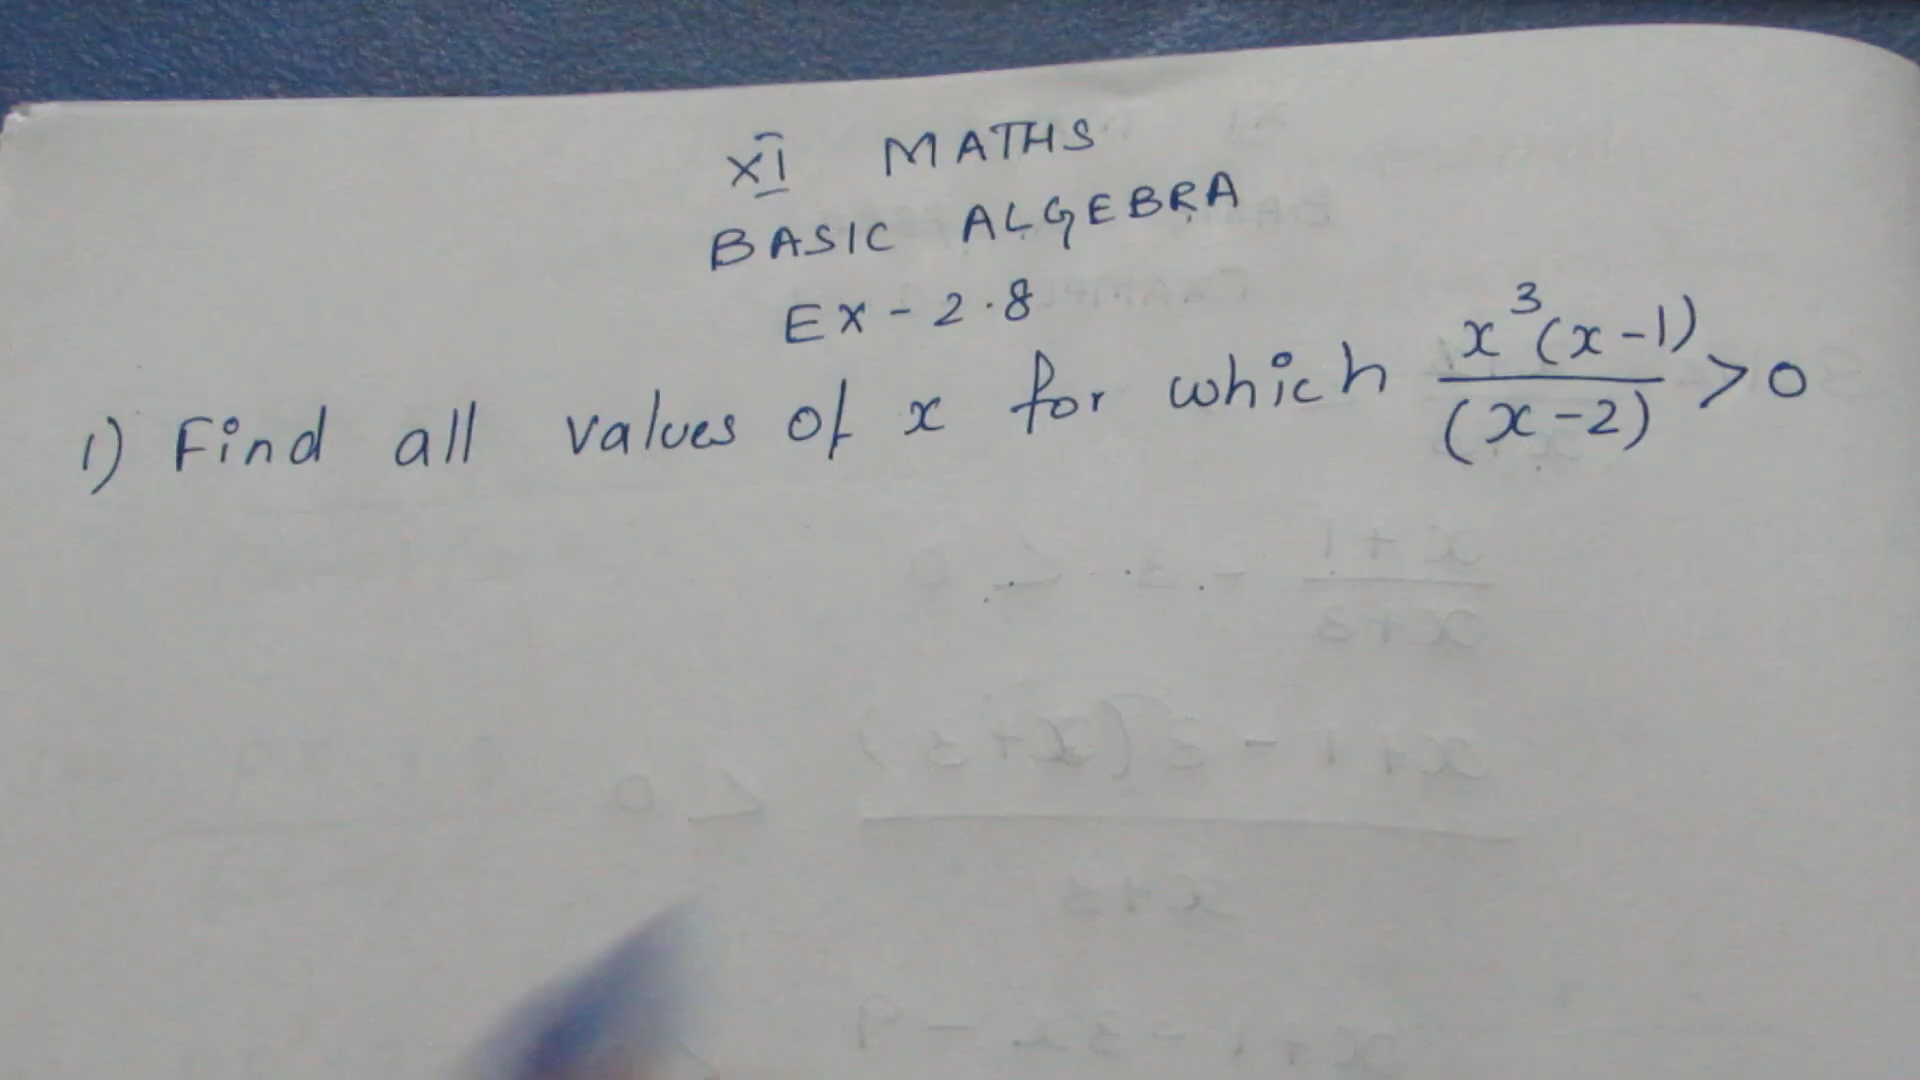 XI MATHS
BASIC ALGEBRA
EX - 2.8
1) Find all values of x for which x³(x-1)/(x-2) > 0